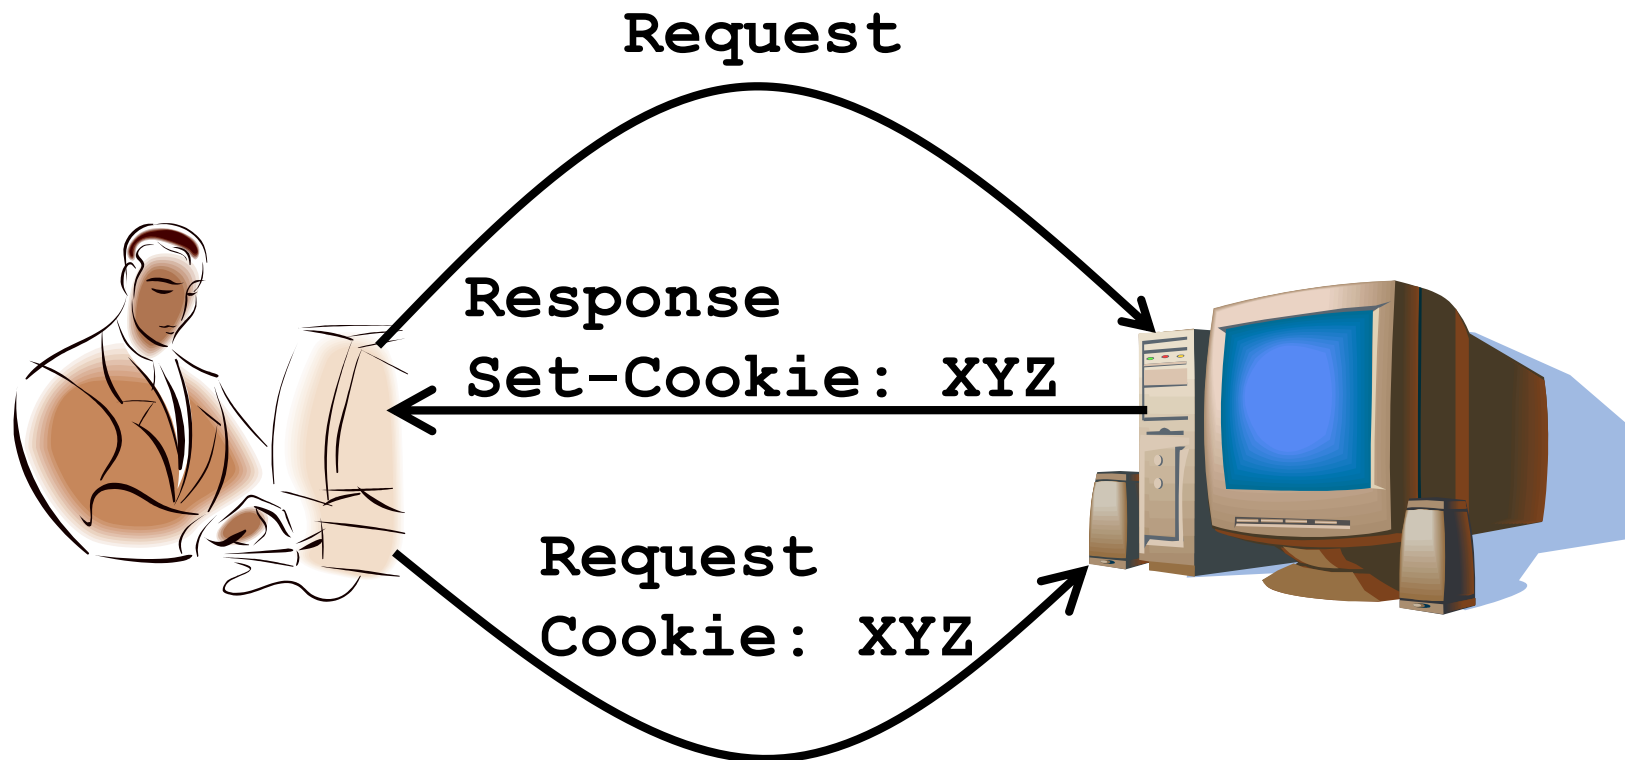 Request
Response
Set-Cookie: XYZ
Request
Cookie: XYZ